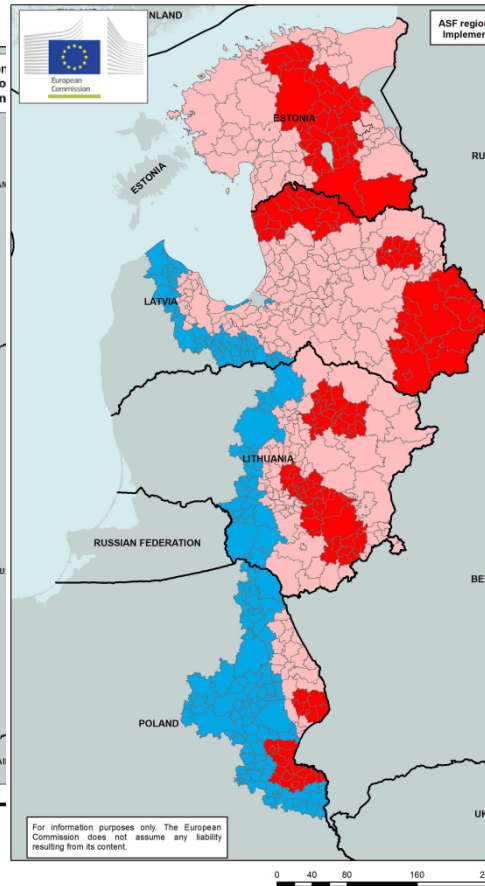 NLAND
ASF region
Implemen
European
Commission
ESTONIA
ESTONIA
RU
LATVIA
LITHUANIA
RUSSIAN FEDERATION
BE
POLAND
UK
For information purposes only. The European
Commission does not assume any liability
resulting from its content.
0 40 80 160 2